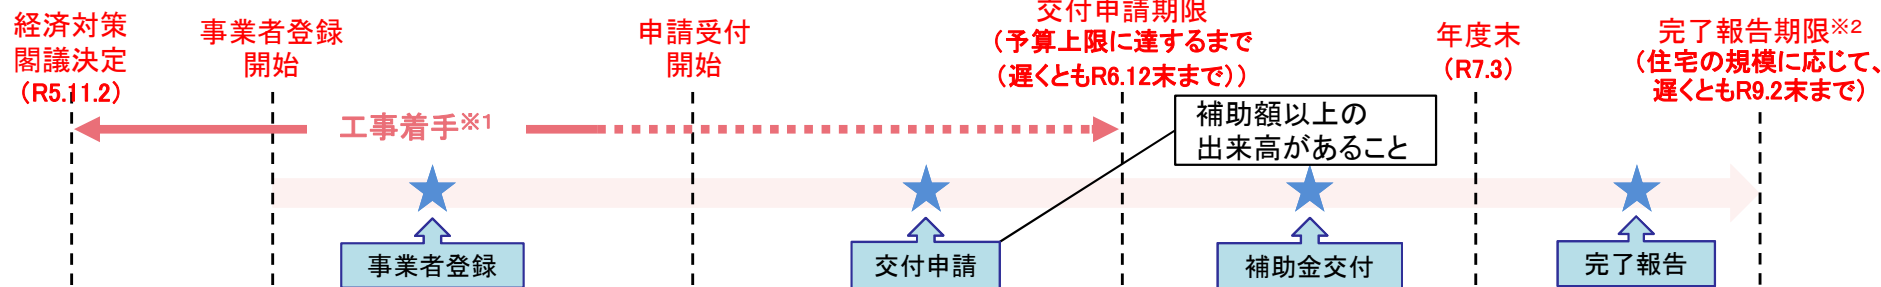 経済対策
閣議決定
(R5.11.2)
事業者登録
開始
申請受付
開始
交付申請期限
(予算上限に達するまで
(遅くともR6.12末まで))
年度末
(R7.3)
完了報告期限※2
(住宅の規模に応じて、
遅くともR9.2末まで)
工事着手※1
補助額以上の
出来高があること
事業者登録
交付申請
補助金交付
完了報告